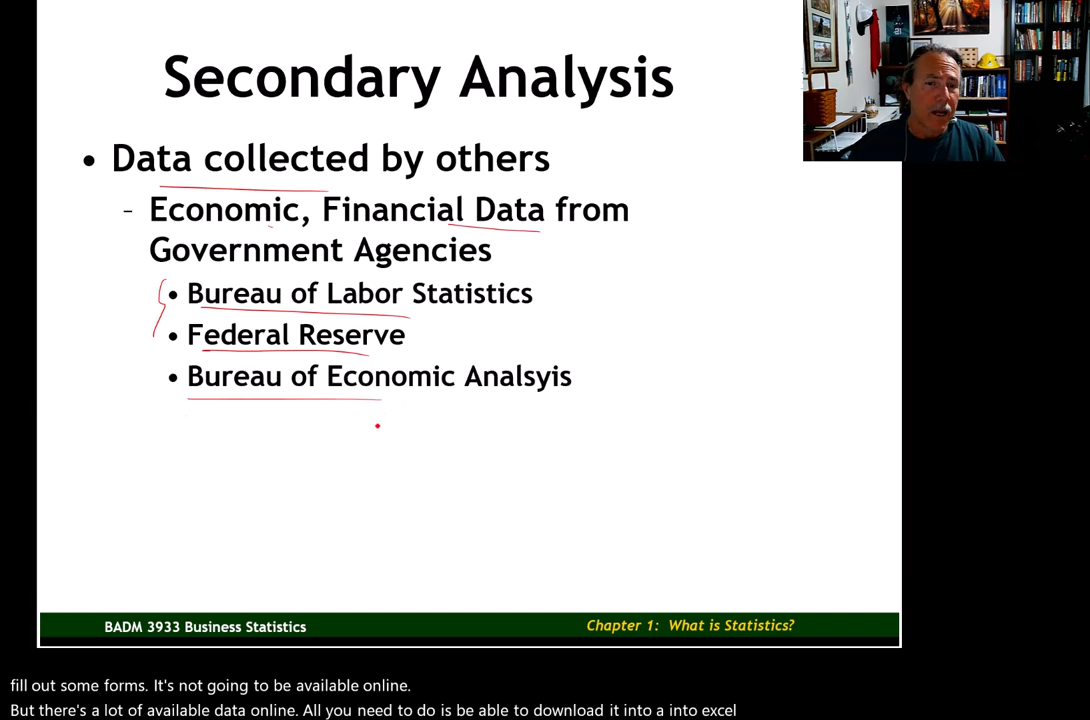 Secondary Analysis
• Data collected by others
– Economic, Financial Data from
Government Agencies
• Bureau of Labor Statistics
• Federal Reserve
• Bureau of Economic Analsyis
BADM 3933 Business Statistics
Chapter 1: What is Statistics?
fill out some forms. It's not going to be available online.
But there's a lot of available data online. All you need to do is be able to download it into a into excel